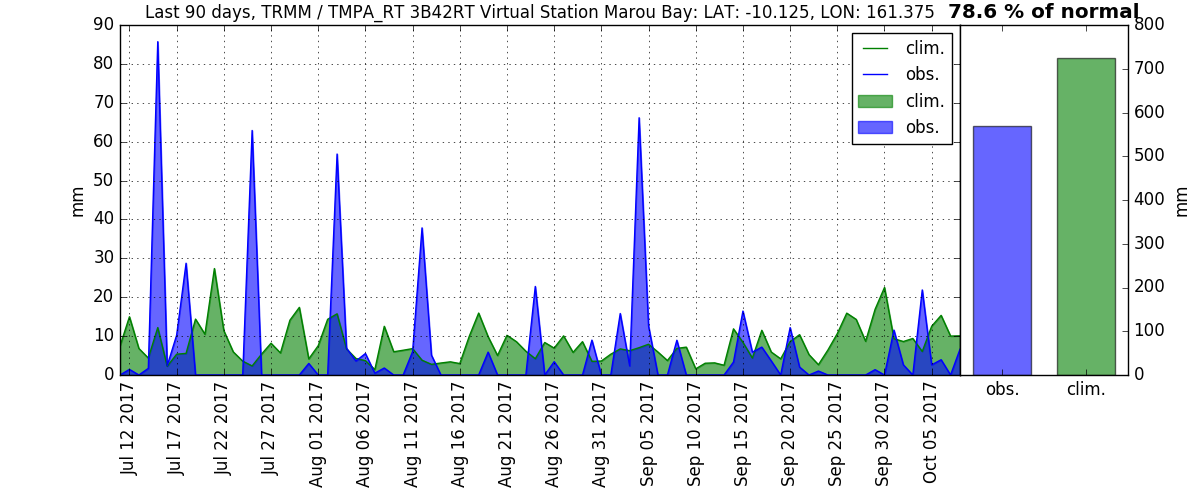 Last 90 days, TRMM / TMPA_RT 3B42RT Virtual Station Marou Bay: LAT: -10.125, LON: 161.375 78.6 % of normal
90
80
70
60
50
40
30
20
10
0
mm
clim.
obs.
clim.
obs.
Jul 12 2017
Jul 17 2017
Jul 22 2017
Jul 27 2017
Aug 01 2017
Aug 06 2017
Aug 11 2017
Aug 16 2017
Aug 21 2017
Aug 26 2017
Aug 31 2017
Sep 05 2017
Sep 10 2017
Sep 15 2017
Sep 20 2017
Sep 25 2017
Sep 30 2017
Oct 05 2017
800
700
600
500
400
300
200
100
0
mm
obs. clim.